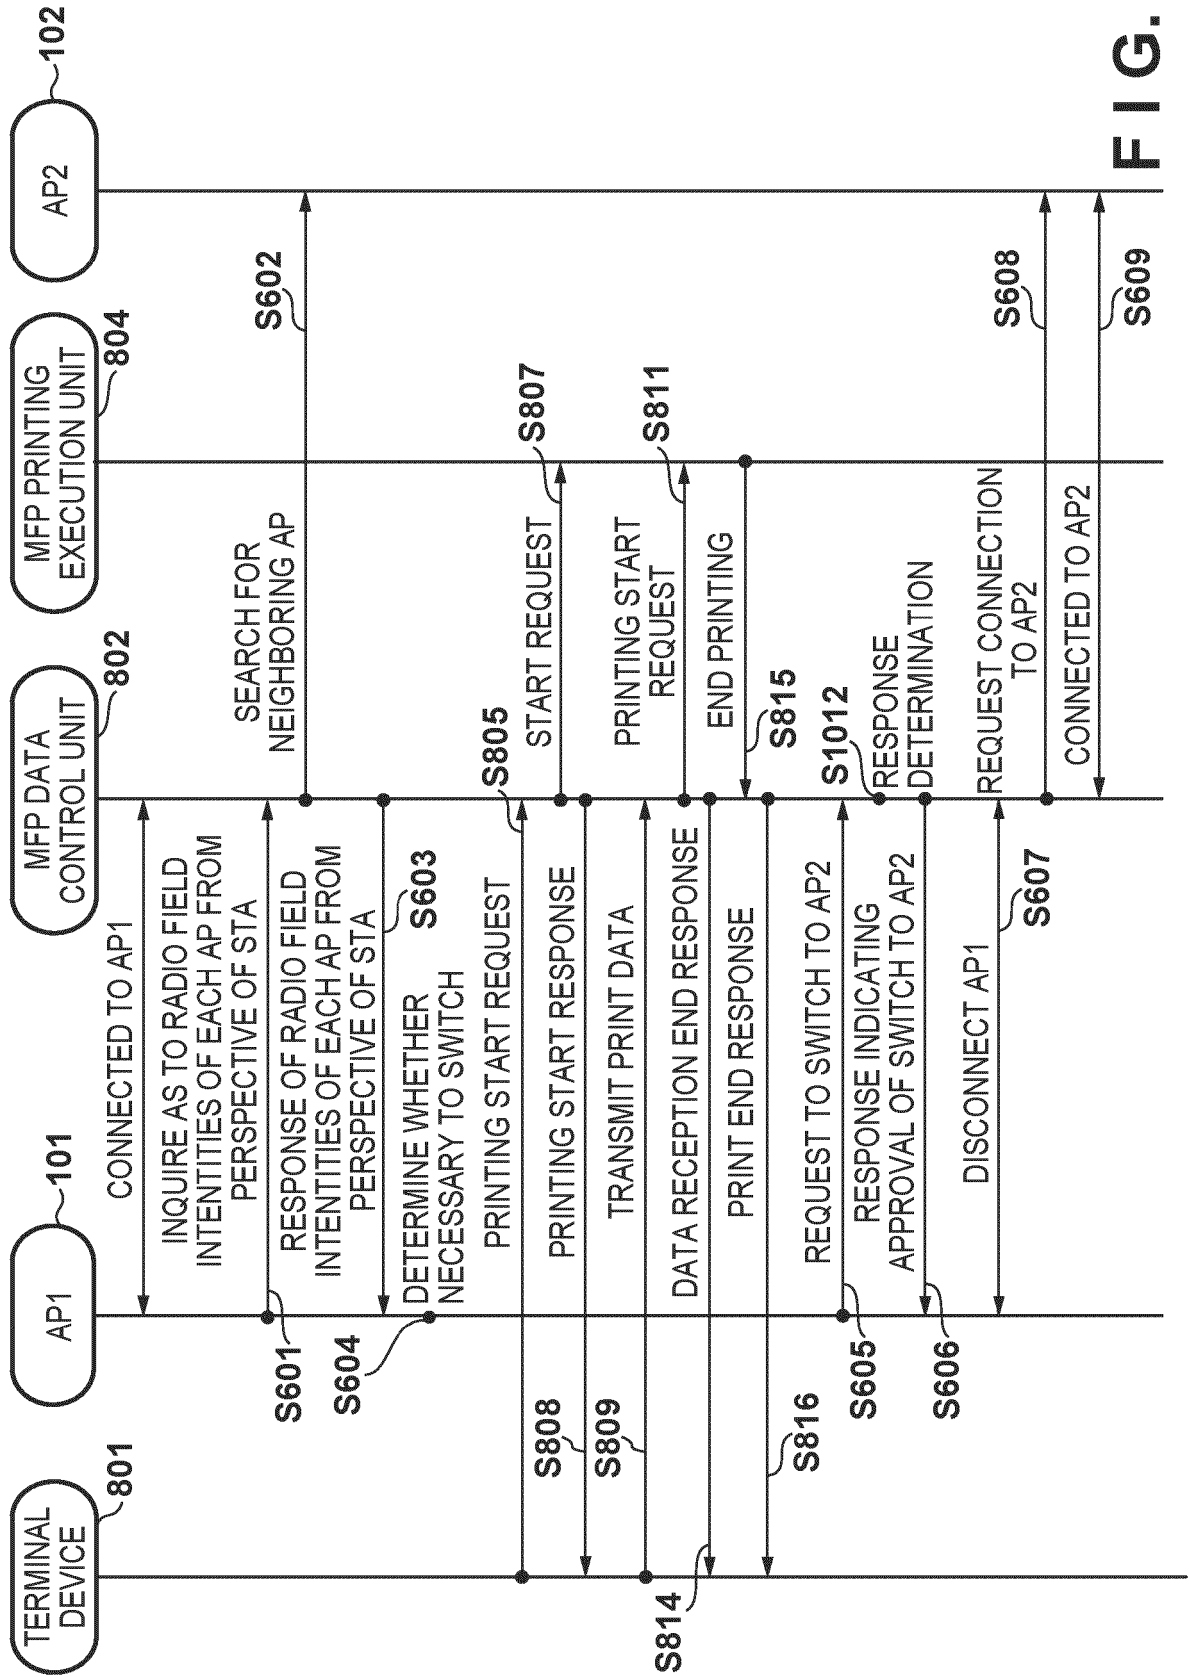 TERMINAL
DEVICE
801
AP1
101
MFP DATA
CONTROL UNIT
802
MFP PRINTING
EXECUTION UNIT
804
AP2
102
CONNECTED TO AP1
INQUIRE AS TO RADIO FIELD
INTENTITIES OF EACH AP FROM
PERSPECTIVE OF STA
S601
SEARCH FOR
NEIGHBORING AP
S602
RESPONSE OF RADIO FIELD
INTENTITIES OF EACH AP FROM
PERSPECTIVE OF STA
S603
S604
DETERMINE WHETHER
NECESSARY TO SWITCH
PRINTING START REQUEST
S805
START REQUEST
S807
S808
PRINTING START RESPONSE
S809
TRANSMIT PRINT DATA
PRINTING START
REQUEST
S811
S814
DATA RECEPTION END RESPONSE
END PRINTING
S815
S816
PRINT END RESPONSE
S605
REQUEST TO SWITCH TO AP2
S1012
RESPONSE
DETERMINATION
S606
RESPONSE INDICATING
APPROVAL OF SWITCH TO AP2
DISCONNECT AP1
S607
REQUEST CONNECTION
TO AP2
S608
CONNECTED TO AP2
S609
FIG.